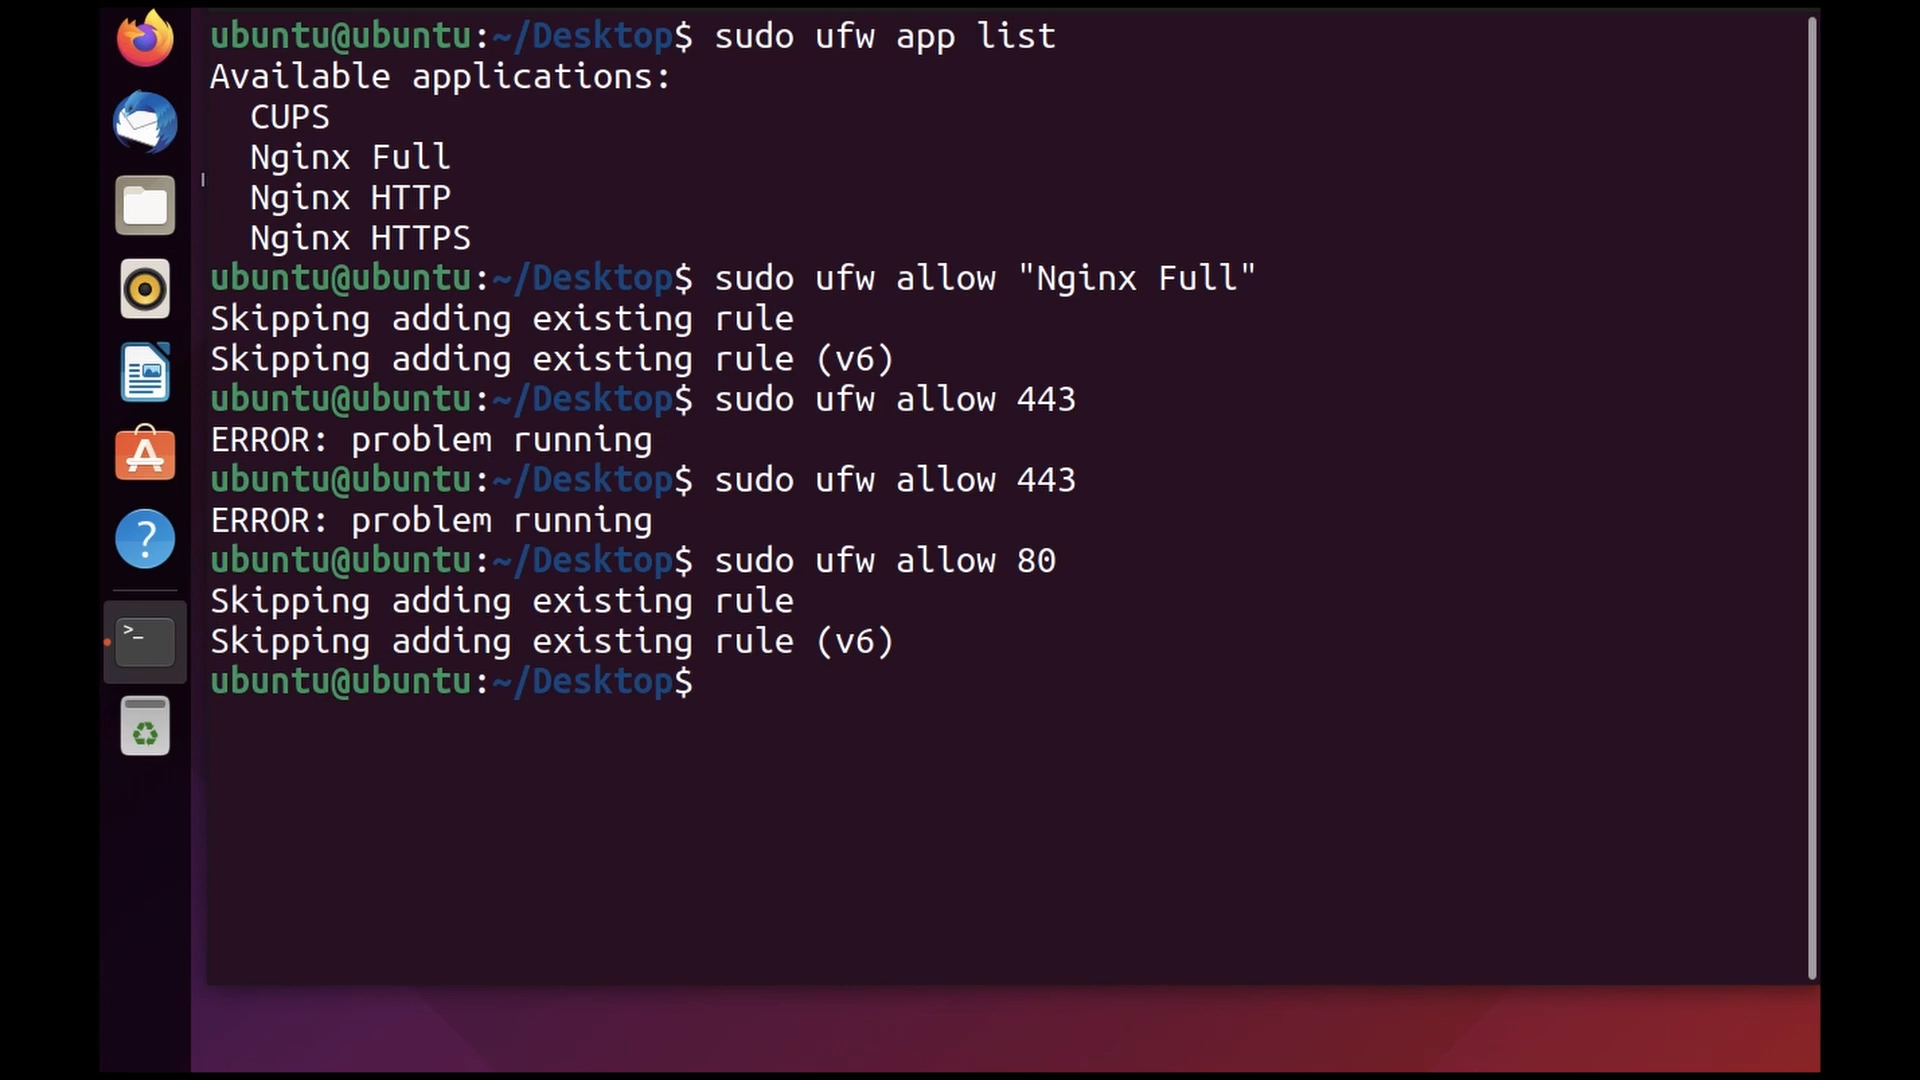 ubuntu@ubuntu:~/Desktop$ sudo ufw app list
Available applications:
  CUPS
  Nginx Full
  Nginx HTTP
  Nginx HTTPS
ubuntu@ubuntu:~/Desktop$ sudo ufw allow "Nginx Full"
Skipping adding existing rule
Skipping adding existing rule (v6)
ubuntu@ubuntu:~/Desktop$ sudo ufw allow 443
ERROR: problem running
ubuntu@ubuntu:~/Desktop$ sudo ufw allow 443
ERROR: problem running
ubuntu@ubuntu:~/Desktop$ sudo ufw allow 80
Skipping adding existing rule
Skipping adding existing rule (v6)
ubuntu@ubuntu:~/Desktop$